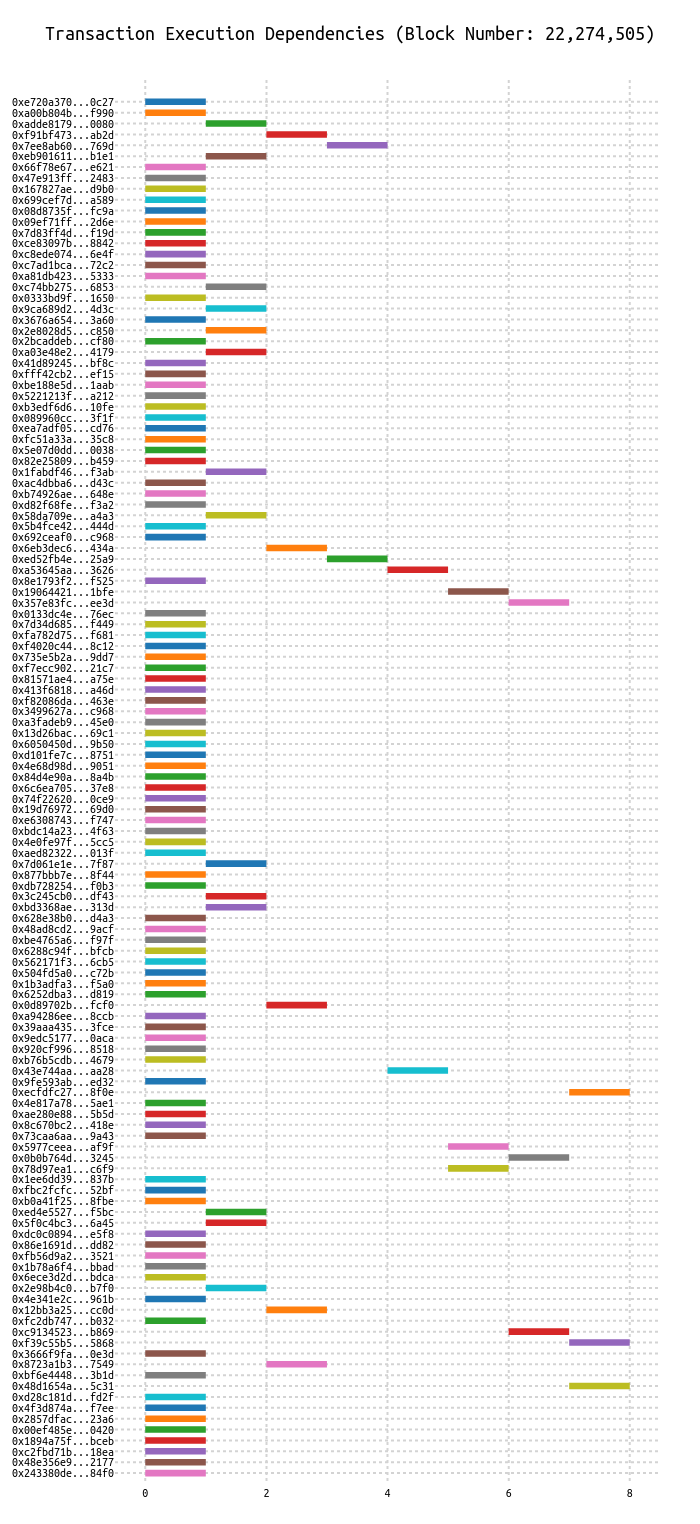 Transaction Execution Dependencies (Block Number: 22,274,505)
0xe720a370...0c27
0xa00b804b...f990
0xadde8179...0080
0xf91bf473...ab2d
0x7ee8ab60...769d
0xeb901611...b1e1
0x66f78e67...e621
0x47e913ff...2483
0x167827ae...d9b0
0x699cef7d...a589
0x08d8735f...fc9a
0x09ef71ff...2d6e
0x7d83ff4d...f19d
0xce83097b...8842
0xc8ede074...6e4f
0xc7ad1bca...72c2
0xa81db423...5333
0xc74bb275...6853
0x0333bd9f...1650
0x9ca689d2...4d3c
0x3676a654...3a60
0x2e8028d5...c850
0x2bcaddeb...cf80
0xa03e48e2...4179
0x41d89245...bf8c
0xfff42cb2...ef15
0xbe188e5d...1aab
0x5221213f...a212
0xb3edf6d6...10fe
0x089960cc...3f1f
0xea7adf05...cd76
0xfc51a33a...35c8
0x5e07d0dd...0038
0x82e25809...b459
0x1fabdf46...f3ab
0xac4dbba6...d43c
0xb74926ae...648e
0xd82f68fe...f3a2
0x58da709e...a4a3
0x5b4fce42...444d
0x692ceaf0...c968
0x6eb3dec6...434a
0xed52fb4e...25a9
0xa53645aa...3626
0x8e1793f2...f525
0x19064421...1bfe
0x357e83fc...ee3d
0x0133dc4e...76ec
0x7d34d685...f449
0xfa782d75...f681
0xf4020c44...8c12
0x735e5b2a...9dd7
0xf7ecc902...21c7
0x81571ae4...a75e
0x413f6818...a46d
0xf82086da...463e
0x3499627a...c968
0xa3fadeb9...45e0
0x13d26bac...69c1
0x6050450d...9b50
0xd101fe7c...8751
0x4e68d98d...9051
0x84d4e90a...8a4b
0x6c6ea705...37e8
0x74f22620...0ce9
0x19d76972...69d0
0xe6308743...f747
0xbdc14a23...4f63
0x4e0fe97f...5cc5
0xaed82322...013f
0x7d061e1e...7f87
0x877bbb7e...8f44
0xdb728254...f0b3
0x3c245cb0...df43
0xbd3368ae...313d
0x628e38b0...d4a3
0x48ad8cd2...9acf
0xbe4765a6...f97f
0x6288c94f...bfcb
0x562171f3...6cb5
0x504fd5a0...c72b
0x1b3adfa3...f5a0
0x6252dba3...d819
0x0d89702b...fcf0
0xa94286ee...8ccb
0x39aaa435...3fce
0x9edc5177...0aca
0x920cf996...8518
0xb76b5cdb...4679
0x43e744aa...aa28
0x9fe593ab...ed32
0xecfdfc27...8f0e
0x4e817a78...5ae1
0xae280e88...5b5d
0x8c670bc2...418e
0x73caa6aa...9a43
0x5977ceea...af9f
0x0b0b764d...3245
0x78d97ea1...c6f9
0x1ee6dd39...837b
0xfbc2fcfc...52bf
0xb0a41f25...8fbe
0xed4e5527...f5bc
0x5f0c4bc3...6a45
0xdc0c0894...e5f8
0x86e1691d...dd82
0xfb56d9a2...3521
0x1b78a6f4...bbad
0x6ece3d2d...bdca
0x2e98b4c0...b7f0
0x4e341e2c...961b
0x12bb3a25...cc0d
0xfc2db747...b032
0xc9134523...b869
0xf39c55b5...5868
0x3666f9fa...0e3d
0x8723a1b3...7549
0xbf6e4448...3b1d
0x48d1654a...5c31
0xd28c181d...fd2f
0x4f3d874a...f7ee
0x2857dfac...23a6
0x00ef485e...0420
0x1894a75f...bceb
0xc2fbd71b...18ea
0x48e356e9...2177
0x243380de...84f0
0 2 4 6 8